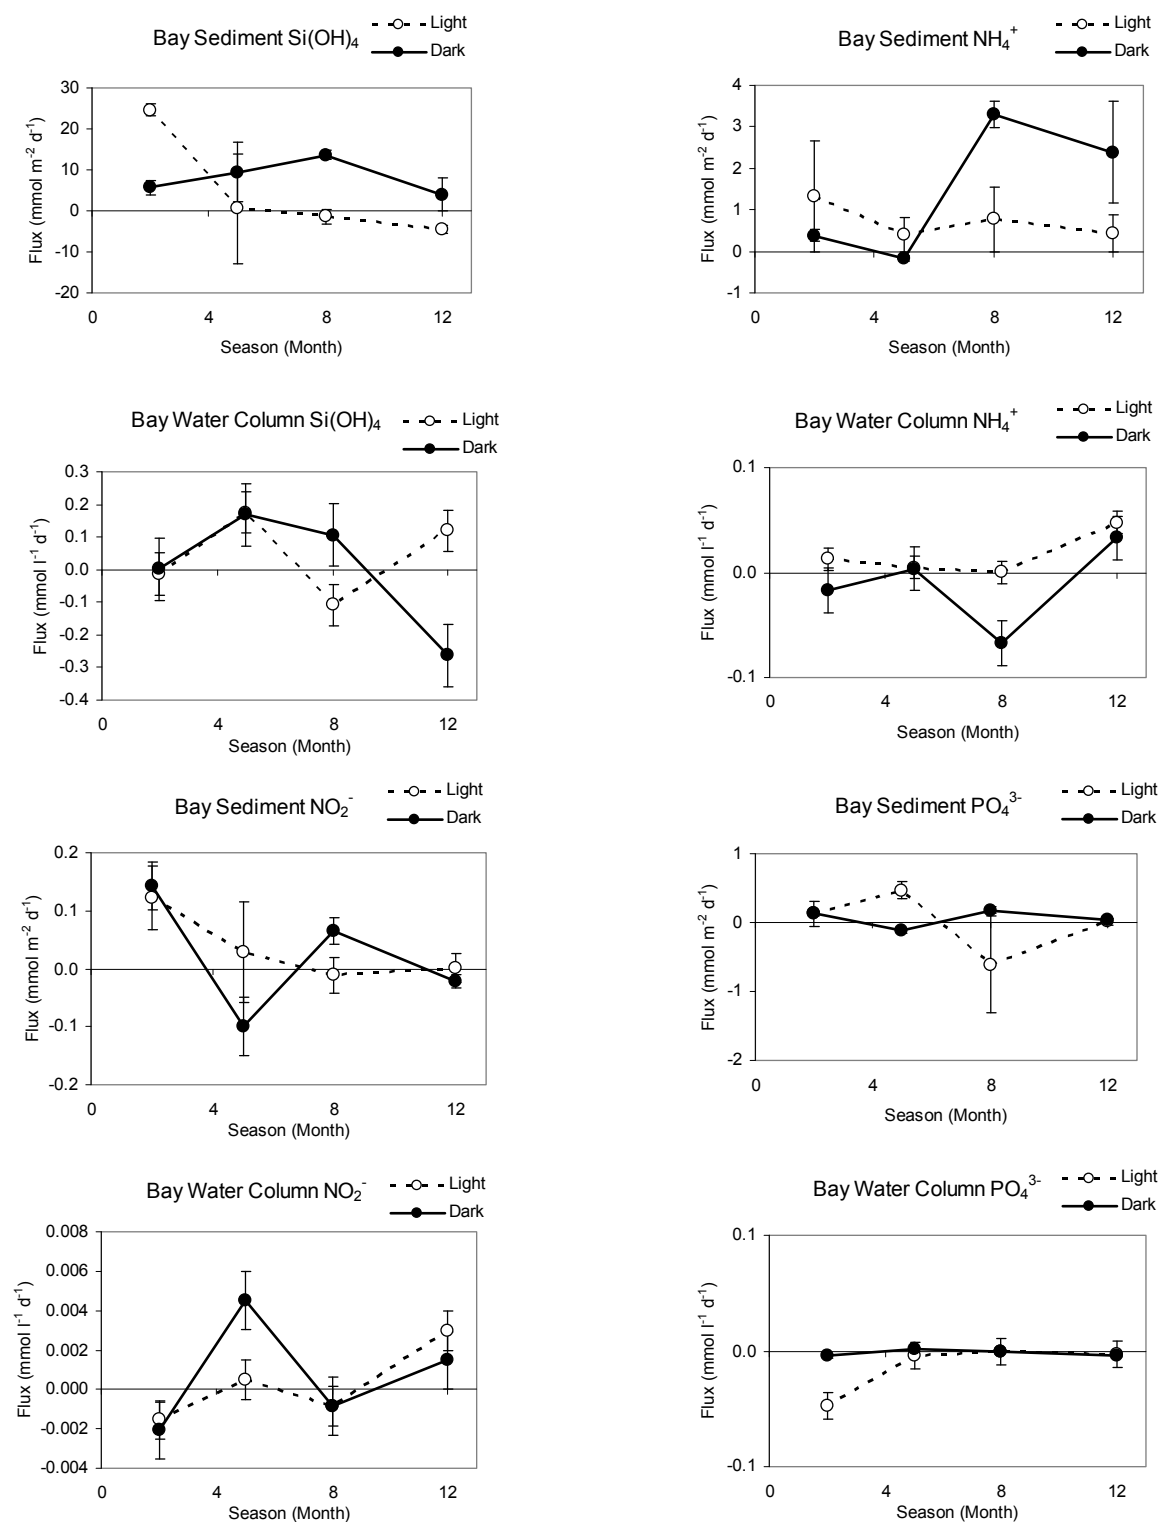 Bay Sediment Si(OH)₄
Light
Dark
Flux (mmol m⁻² d⁻¹)
30
20
10
0
-10
-20
0 4 8 12
Season (Month)
Bay Sediment NH₄⁺
Light
Dark
Flux (mmol m⁻² d⁻¹)
4
3
2
1
0
-1
0 4 8 12
Season (Month)
Bay Water Column Si(OH)₄
Light
Dark
Flux (mmol l⁻¹ d⁻¹)
0.3
0.2
0.1
0.0
-0.1
-0.2
-0.3
-0.4
0 4 8 12
Season (Month)
Bay Water Column NH₄⁺
Light
Dark
Flux (mmol l⁻¹ d⁻¹)
0.1
0.0
-0.1
0 4 8 12
Season (Month)
Bay Sediment NO₂⁻
Light
Dark
Flux (mmol m⁻² d⁻¹)
0.2
0.1
0.0
-0.1
-0.2
0 4 8 12
Season (Month)
Bay Sediment PO₄³⁻
Light
Dark
Flux (mmol m⁻² d⁻¹)
1
0
-1
-2
0 4 8 12
Season (Month)
Bay Water Column NO₂⁻
Light
Dark
Flux (mmol l⁻¹ d⁻¹)
0.008
0.006
0.004
0.002
0.000
-0.002
-0.004
0 4 8 12
Season (Month)
Bay Water Column PO₄³⁻
Light
Dark
Flux (mmol l⁻¹ d⁻¹)
0.1
0.0
-0.1
0 4 8 12
Season (Month)